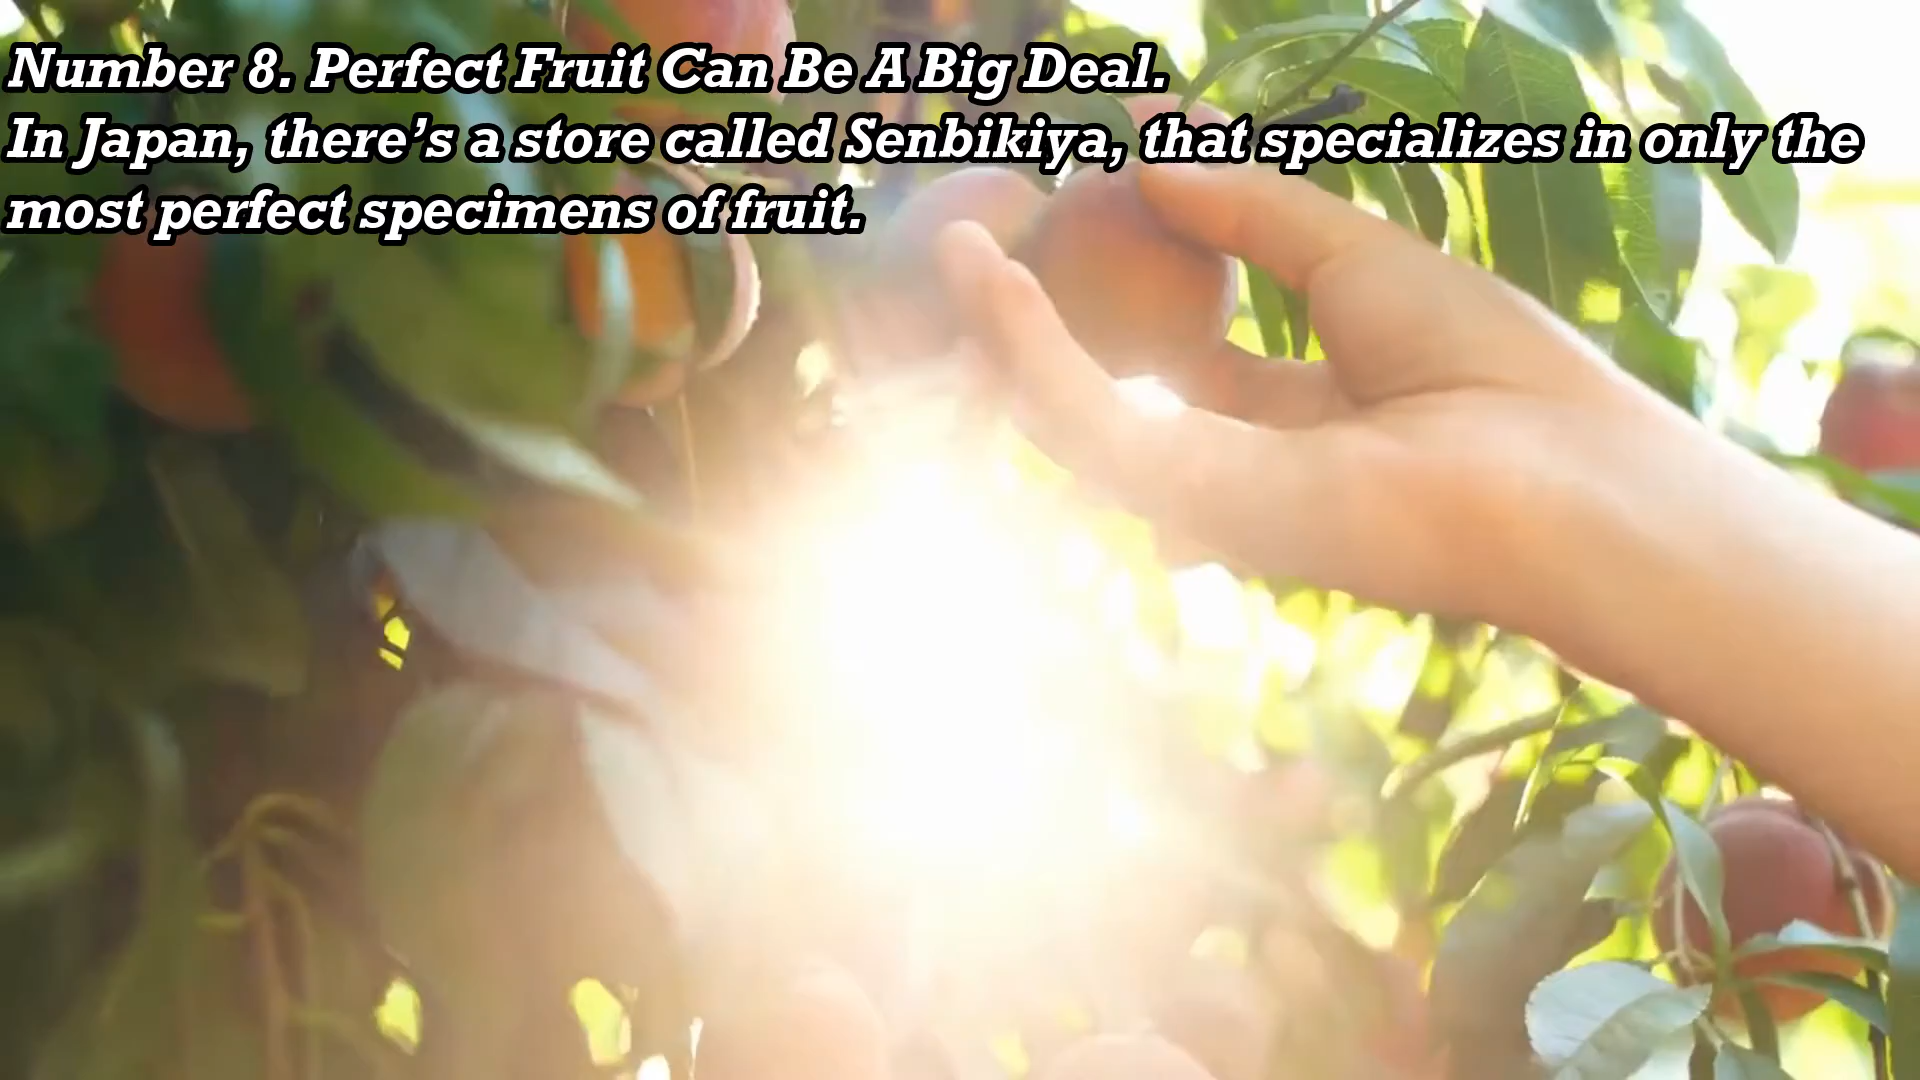 Number 8. Perfect Fruit Can Be A Big Deal.
In Japan, there’s a store called Senbikiya, that specializes in only the
most perfect specimens of fruit.